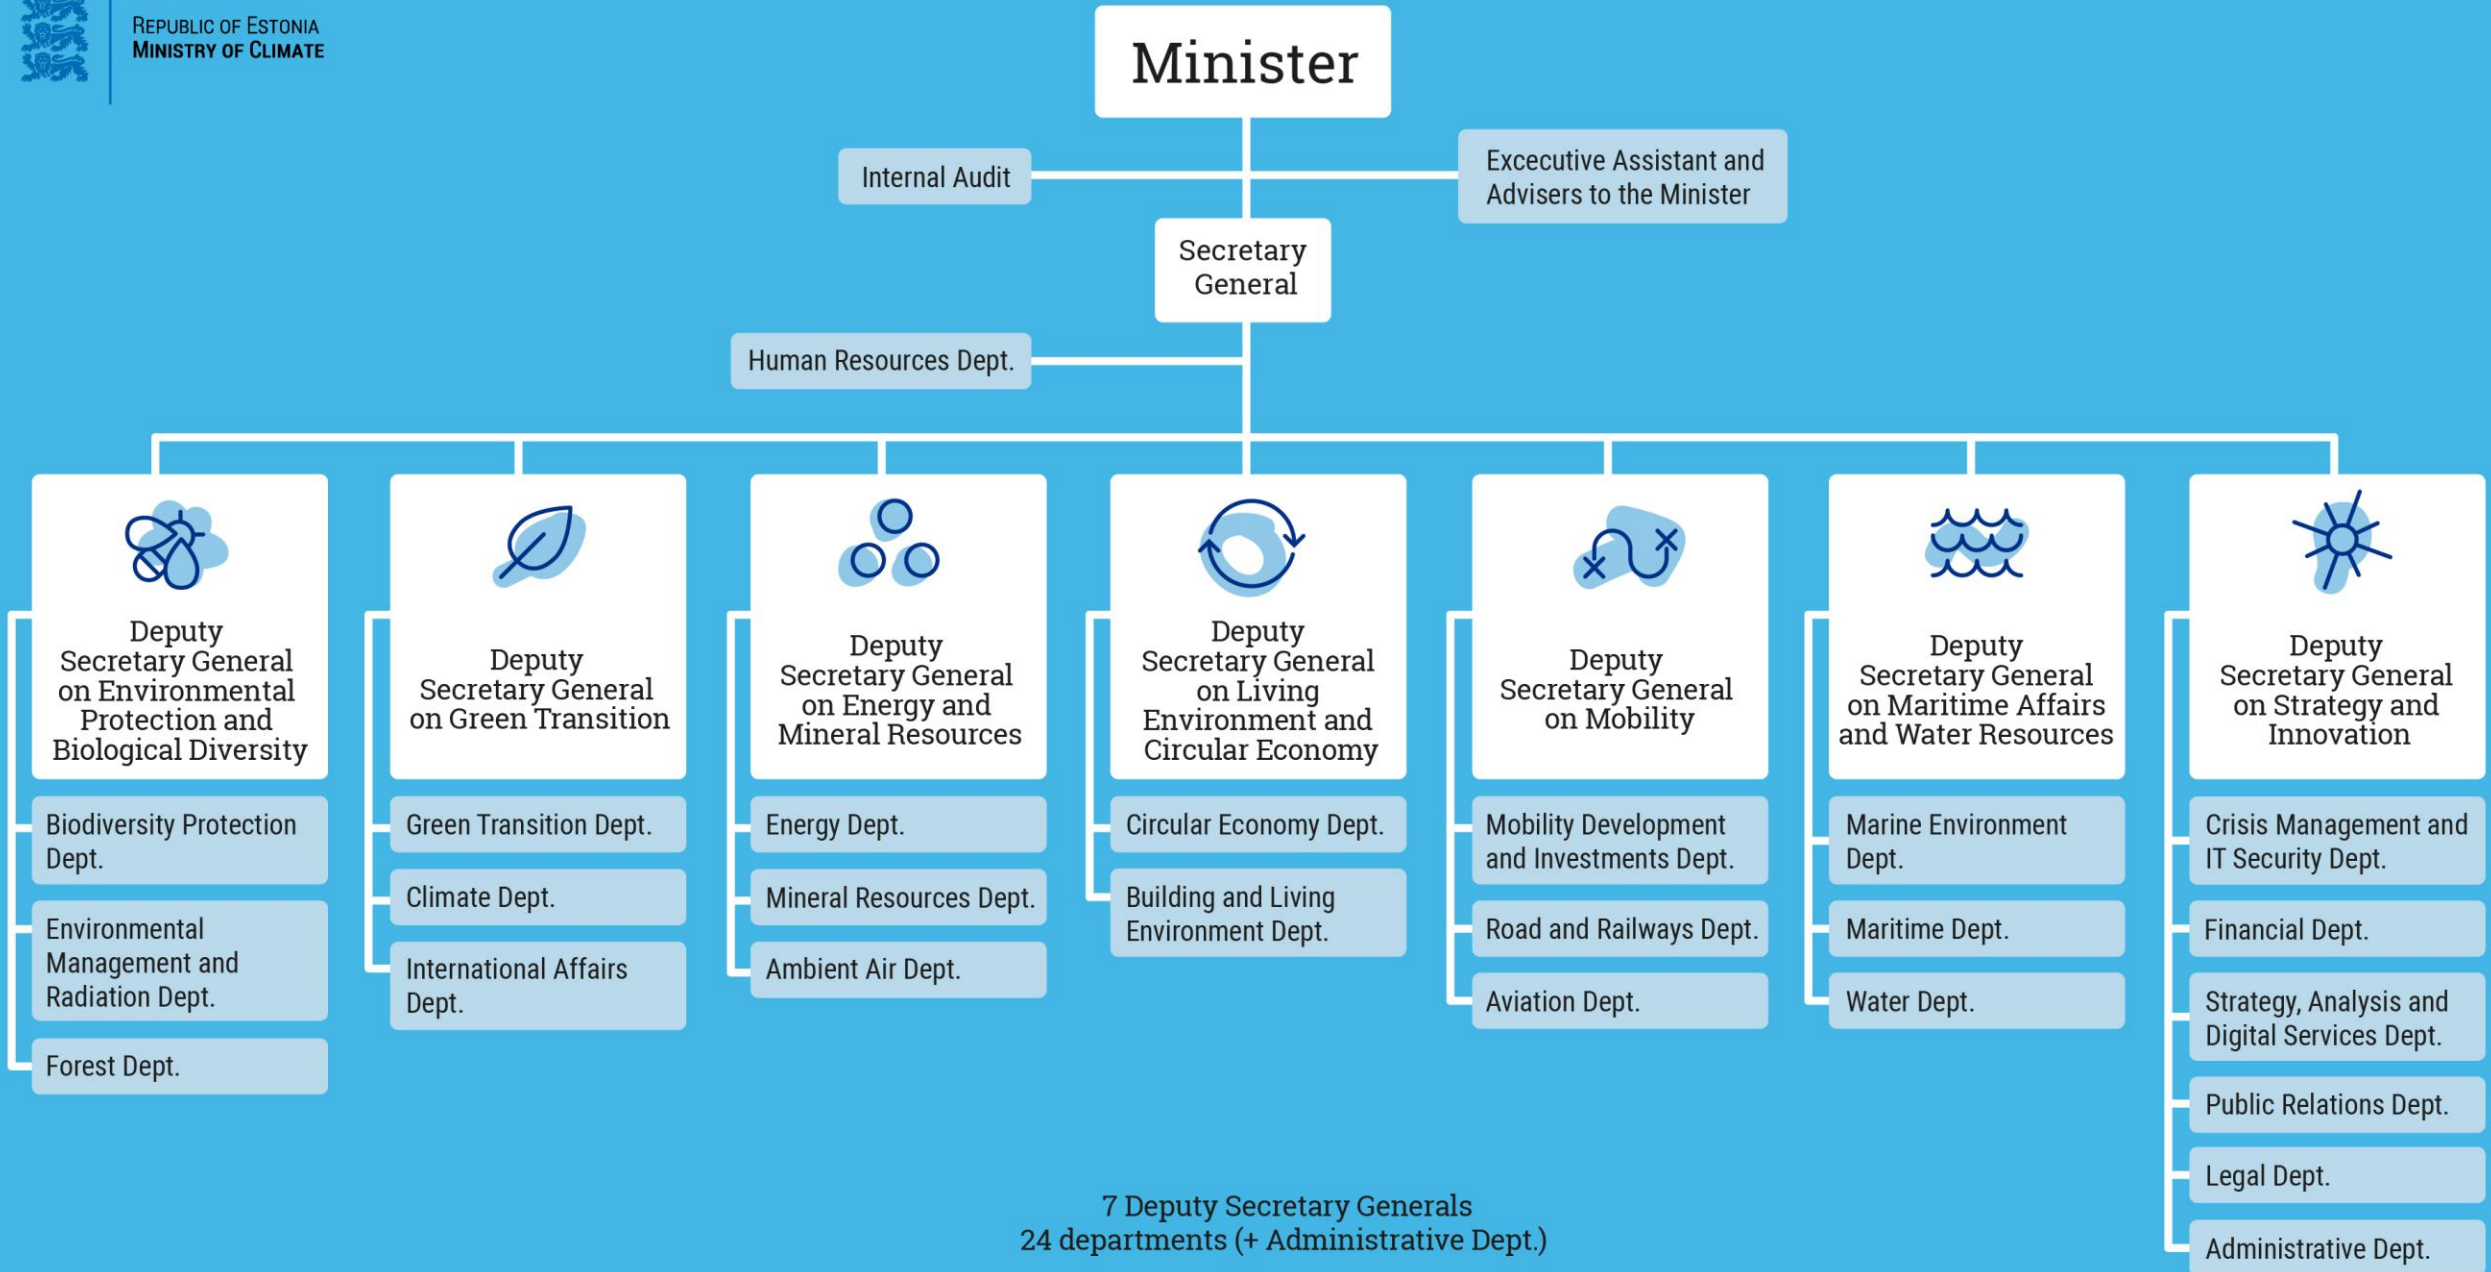 REPUBLIC OF ESTONIA
MINISTRY OF CLIMATE
Minister
Internal Audit
Excecutive Assistant and
Advisers to the Minister
Secretary
General
Human Resources Dept.
Deputy
Secretary General
on Environmental
Protection and
Biological Diversity
Biodiversity Protection
Dept.
Environmental
Management and
Radiation Dept.
Forest Dept.
Deputy
Secretary General
on Green Transition
Green Transition Dept.
Climate Dept.
International Affairs
Dept.
Deputy
Secretary General
on Energy and
Mineral Resources
Energy Dept.
Mineral Resources Dept.
Ambient Air Dept.
Deputy
Secretary General
on Living
Environment and
Circular Economy
Circular Economy Dept.
Building and Living
Environment Dept.
Deputy
Secretary General
on Mobility
Mobility Development
and Investments Dept.
Road and Railways Dept.
Aviation Dept.
Deputy
Secretary General
on Maritime Affairs
and Water Resources
Marine Environment
Dept.
Maritime Dept.
Water Dept.
Deputy
Secretary General
on Strategy and
Innovation
Crisis Management and
IT Security Dept.
Financial Dept.
Strategy, Analysis and
Digital Services Dept.
Public Relations Dept.
Legal Dept.
Administrative Dept.
7 Deputy Secretary Generals
24 departments (+ Administrative Dept.)